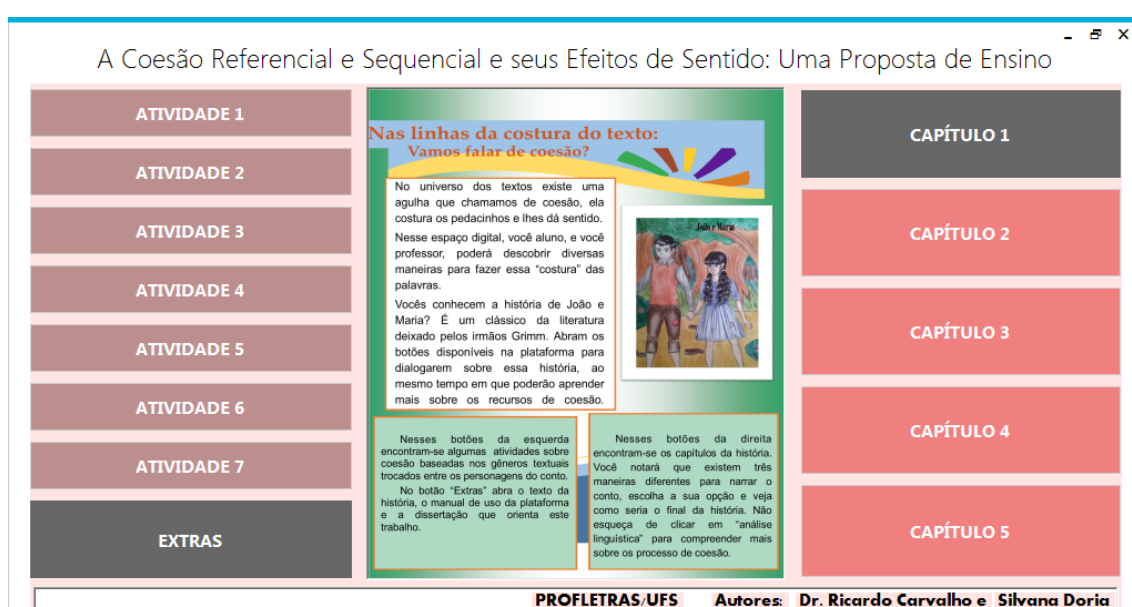 A Coesão Referencial e Sequencial e seus Efeitos de Sentido: Uma Proposta de Ensino
ATIVIDADE 1
ATIVIDADE 2
ATIVIDADE 3
ATIVIDADE 4
ATIVIDADE 5
ATIVIDADE 6
ATIVIDADE 7
EXTRAS
Nas linhas da costura do texto:
Vamos falar de coesão?
No universo dos textos existe uma
agulha que chamamos de coesão, ela
costura os pedacinhos e lhes dá sentido.
Nesse espaço digital, você aluno, e você
professor, poderá descobrir diversas
maneiras para fazer essa “costura” das
palavras.
Vocês conhecem a história de João e
Maria? É um clássico da literatura
deixado pelos irmãos Grimm. Abram os
botões disponíveis na plataforma para
dialogarem sobre essa história, ao
mesmo tempo em que poderão aprender
mais sobre os recursos de coesão.
João e Maria
Nesses botões da esquerda
encontram-se algumas atividades sobre
coesão baseadas nos gêneros textuais
trocados entre os personagens do conto.
No botão “Extras” abra o texto da
história, o manual de uso da plataforma
e a dissertação que orienta este
trabalho.
Nesses botões da direita
encontram-se os capítulos da história.
Você notará que existem três
maneiras diferentes para narrar o
conto, escolha a sua opção e veja
como seria o final da história. Não
esqueça de clicar em “análise
linguística” para compreender mais
sobre os processo de coesão.
CAPÍTULO 1
CAPÍTULO 2
CAPÍTULO 3
CAPÍTULO 4
CAPÍTULO 5
PROFLETRAS/UFS Autores: Dr. Ricardo Carvalho e Silvana Doria